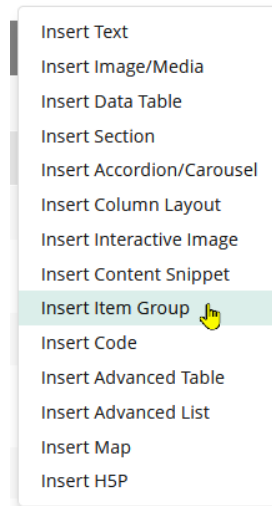 Insert Text
Insert Image/Media
Insert Data Table
Insert Section
Insert Accordion/Carousel
Insert Column Layout
Insert Interactive Image
Insert Content Snippet
Insert Item Group
Insert Code
Insert Advanced Table
Insert Advanced List
Insert Map
Insert H5P